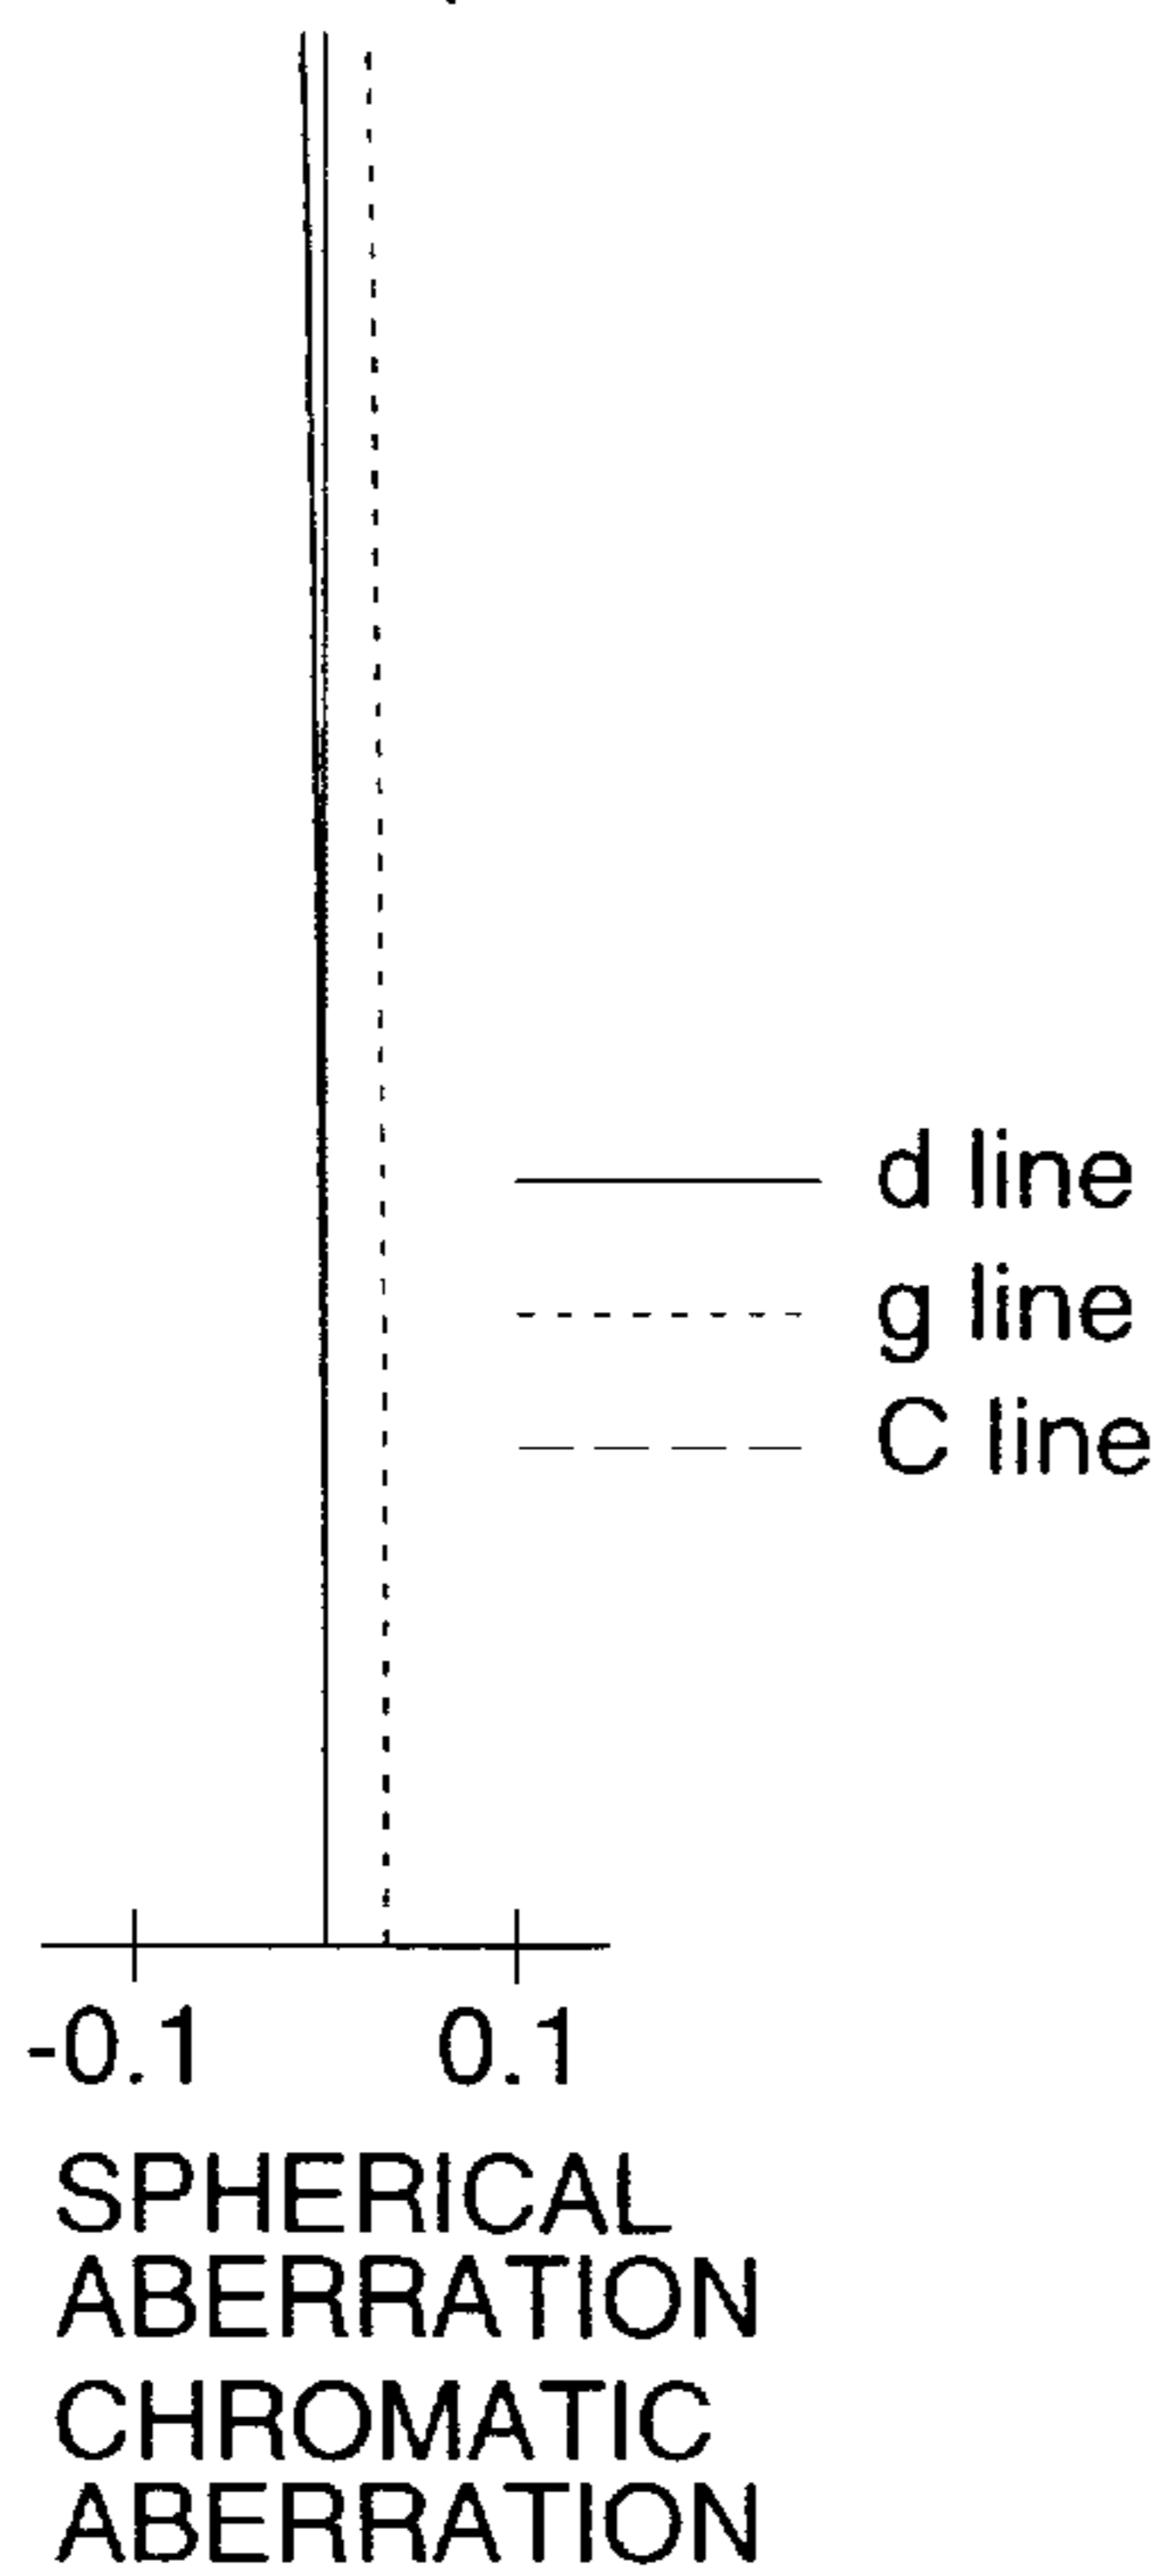 d line
g line
C line
-0.1 0.1
SPHERICAL
ABERRATION
CHROMATIC
ABERRATION